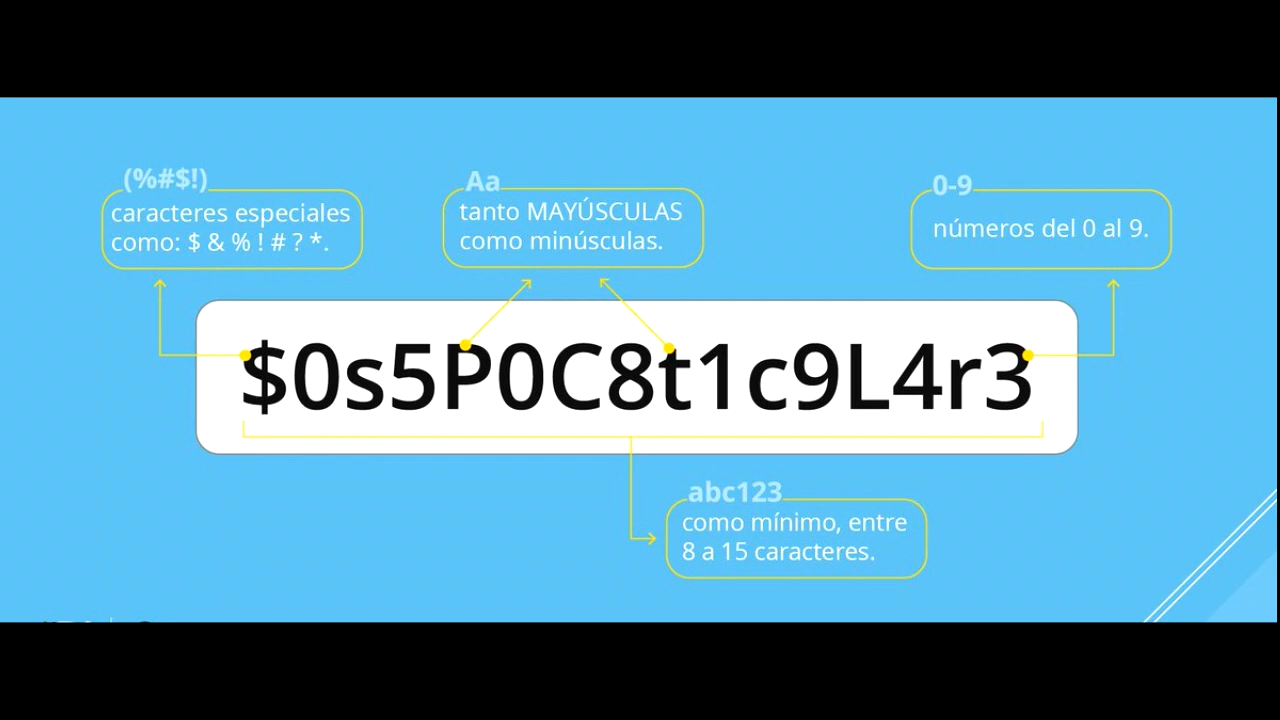 (%#$!)
caracteres especiales
como: $ & % ! # ? *.
Aa
tanto MAYÚSCULAS
como minúsculas.
0-9
números del 0 al 9.
$0s5P0C8t1c9L4r3
abc123
como mínimo, entre
8 a 15 caracteres.